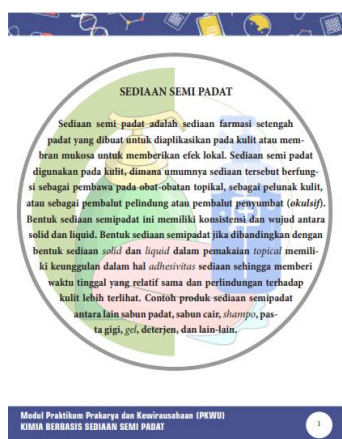 SEDIAAN SEMI PADAT
Sediaan semi padat adalah sediaan farmasi setengah
padat yang dibuat untuk diaplikasikan pada kulit atau mem-
bran mukosa untuk memberikan efek lokal. Sediaan semi padat
digunakan pada kulit, dimana umumnya sediaan tersebut berfung-
si sebagai pembawa pada obat-obatan topikal, sebagai pelunak kulit,
atau sebagai pembalut pelindung atau pembalut penyumbat (okulsif).
Bentuk sediaan semipadat ini memiliki konsistensi dan wujud antara
solid dan liquid. Bentuk sediaan semipadat jika dibandingkan dengan
bentuk sediaan solid dan liquid dalam pemakaian topical memili-
ki keunggulan dalam hal adhesivitas sediaan sehingga memberi
waktu tinggal yang relatif sama dan perlindungan terhadap
kulit lebih terlihat. Contoh produk sediaan semipadat
antara lain sabun padat, sabun cair, shampo, pas-
ta gigi, gel, deterjen, dan lain-lain.
Modul Praktikum Prakarya dan Kewirausahaan (PKWU)
KIMIA BERBASIS SEDIAAN SEMI PADAT
1